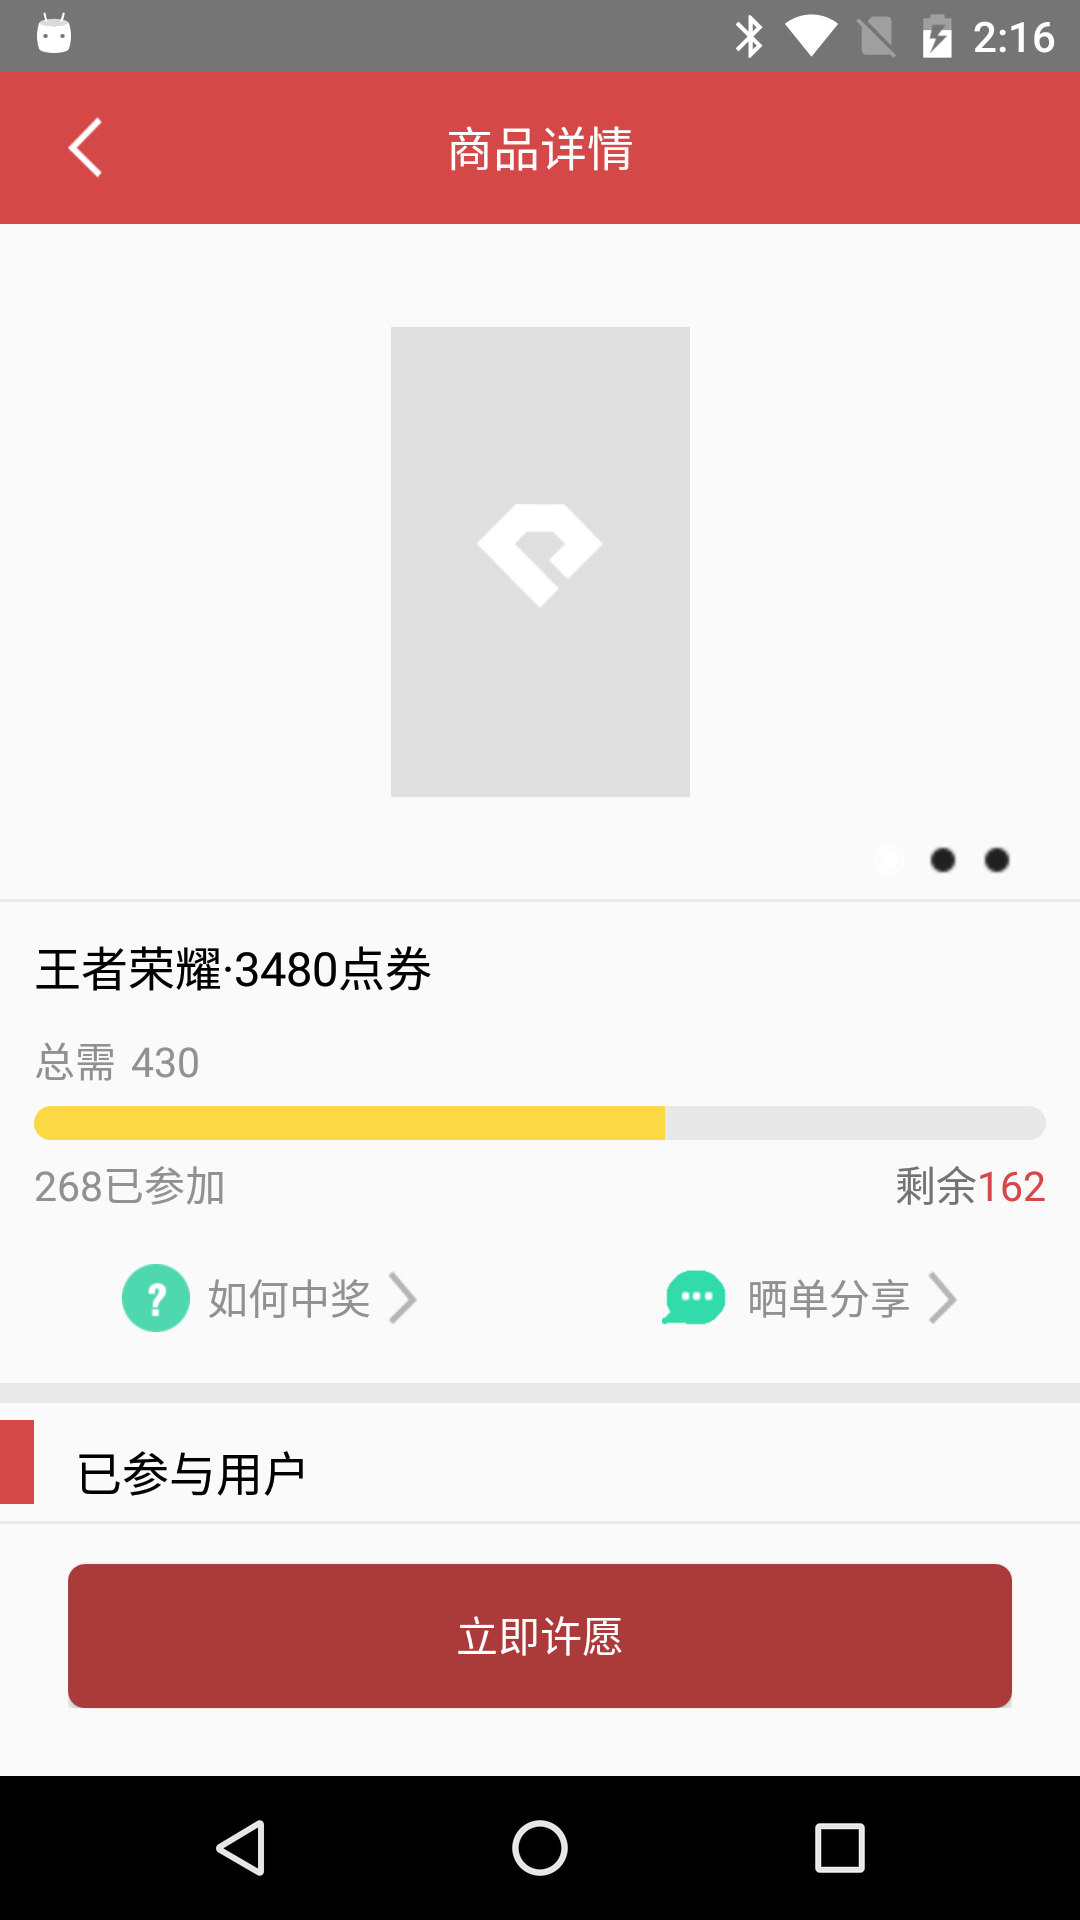 2:16
商品详情
王者荣耀·3480点券
总需 430
268已参加
剩余162
如何中奖
晒单分享
已参与用户
立即许愿